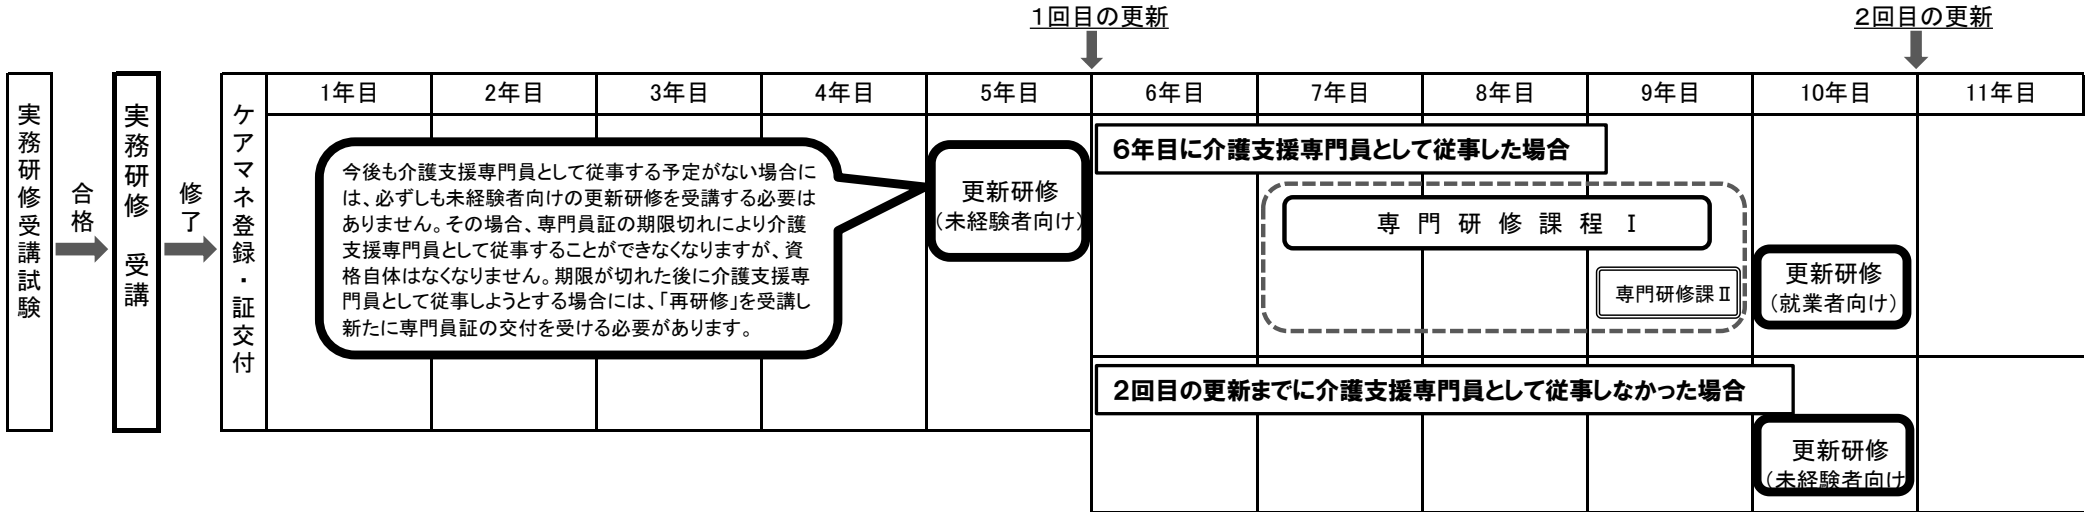 1回目の更新
2回目の更新
実務研修受講試験
合格
実務研修 受講
修了
ケアマネ登録・証交付
1年目
2年目
3年目
4年目
5年目
6年目
7年目
8年目
9年目
10年目
11年目
今後も介護支援専門員として従事する予定がない場合に
は、必ずしも未経験者向けの更新研修を受講する必要は
ありません。その場合、専門員証の期限切れにより介護
支援専門員として従事することができなくなりますが、資
格自体はなくなりません。期限が切れた後に介護支援専
門員として従事しようとする場合には、「再研修」を受講し
新たに専門員証の交付を受ける必要があります。
更新研修
(未経験者向け)
6年目に介護支援専門員として従事した場合
専門研修課程Ⅰ
専門研修課Ⅱ
更新研修
(就業者向け)
2回目の更新までに介護支援専門員として従事しなかった場合
更新研修
(未経験者向け